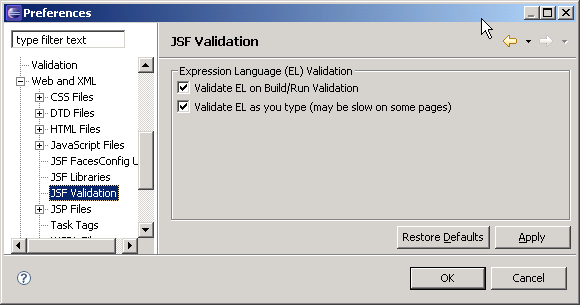 Preferences
type filter text
JSF Validation
Validation
Web and XML
CSS Files
DTD Files
HTML Files
JavaScript Files
JSF FacesConfig
JSF Libraries
JSF Validation
JSP Files
Task Tags
Expression Language (EL) Validation
Validate EL on Build/Run Validation
Validate EL as you type (may be slow on some pages)
Restore Defaults
Apply
?
OK
Cancel